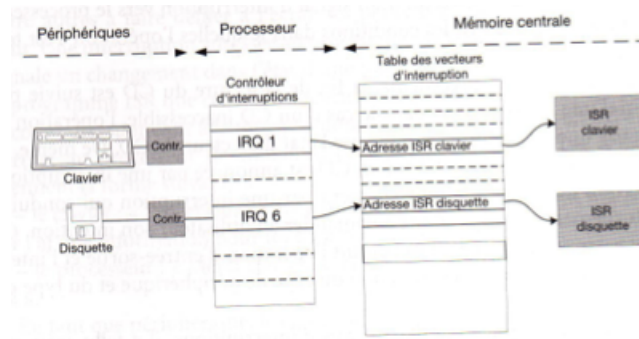 Périphériques
Processeur
Mémoire centrale
Contrôleur
d'interruptions
Table des vecteurs
d'interruption
Contr.
IRQ 1
Adresse ISR clavier
ISR
clavier
Clavier
Contr.
IRQ 6
Adresse ISR disquette
ISR
disquette
Disquette